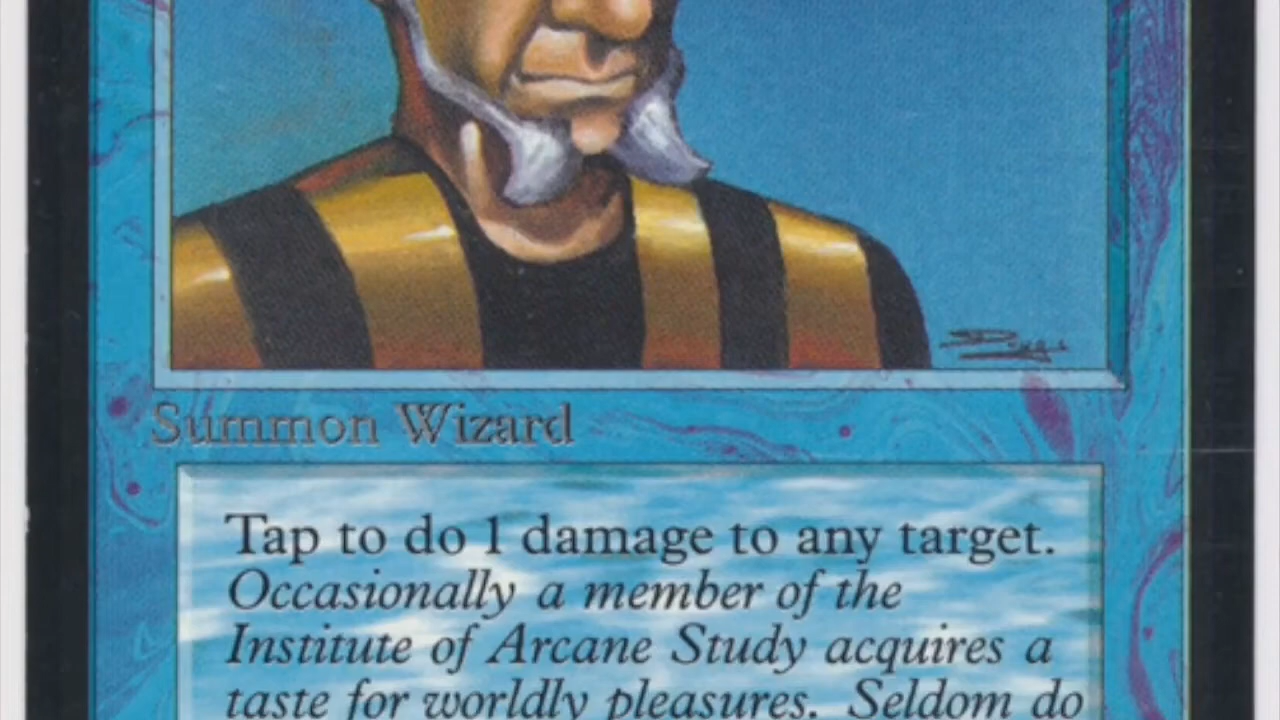 Summon Wizard
Tap to do 1 damage to any target.
Occasionally a member of the
Institute of Arcane Study acquires a
taste for worldly pleasures. Seldom do